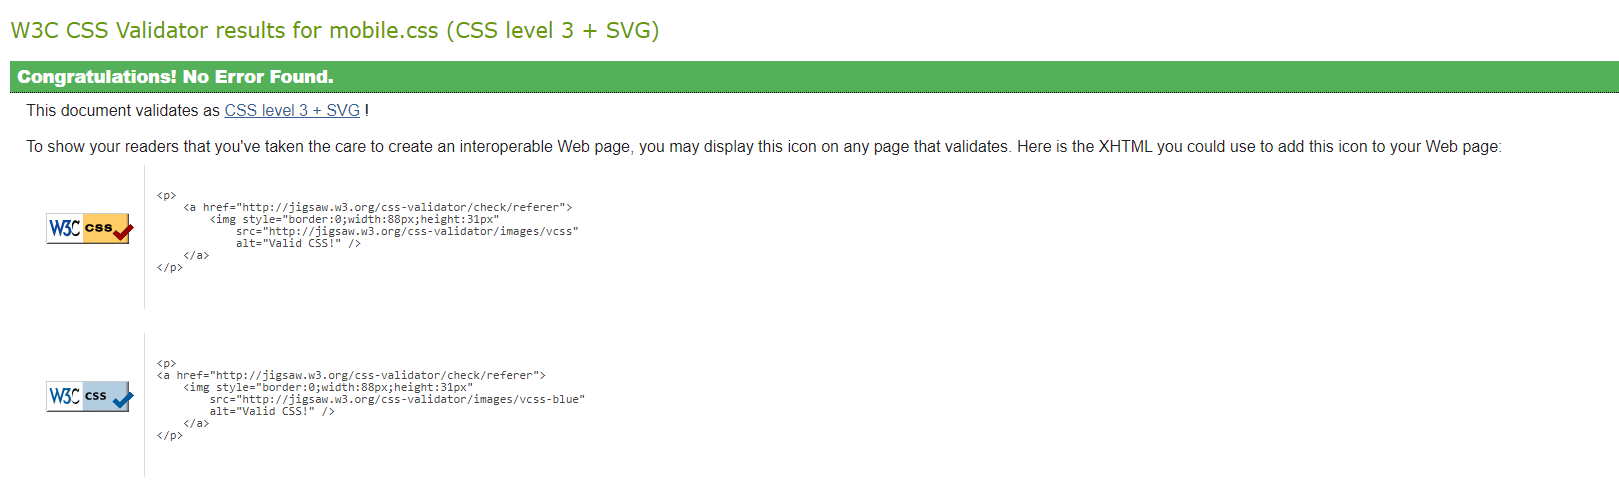 W3C CSS Validator results for mobile.css (CSS level 3 + SVG)
Congratulations! No Error Found.
This document validates as CSS level 3 + SVG !
To show your readers that you've taken the care to create an interoperable Web page, you may display this icon on any page that validates. Here is the XHTML you could use to add this icon to your Web page:
W3C css
<p>
<a href="http://jigsaw.w3.org/css-validator/check/referer">
<img style="border:0;width:88px;height:31px"
src="http://jigsaw.w3.org/css-validator/images/vcss"
alt="Valid CSS!" />
</a>
</p>
W3C css
<p>
<a href="http://jigsaw.w3.org/css-validator/check/referer">
<img style="border:0;width:88px;height:31px"
src="http://jigsaw.w3.org/css-validator/images/vcss-blue"
alt="Valid CSS!" />
</a>
</p>